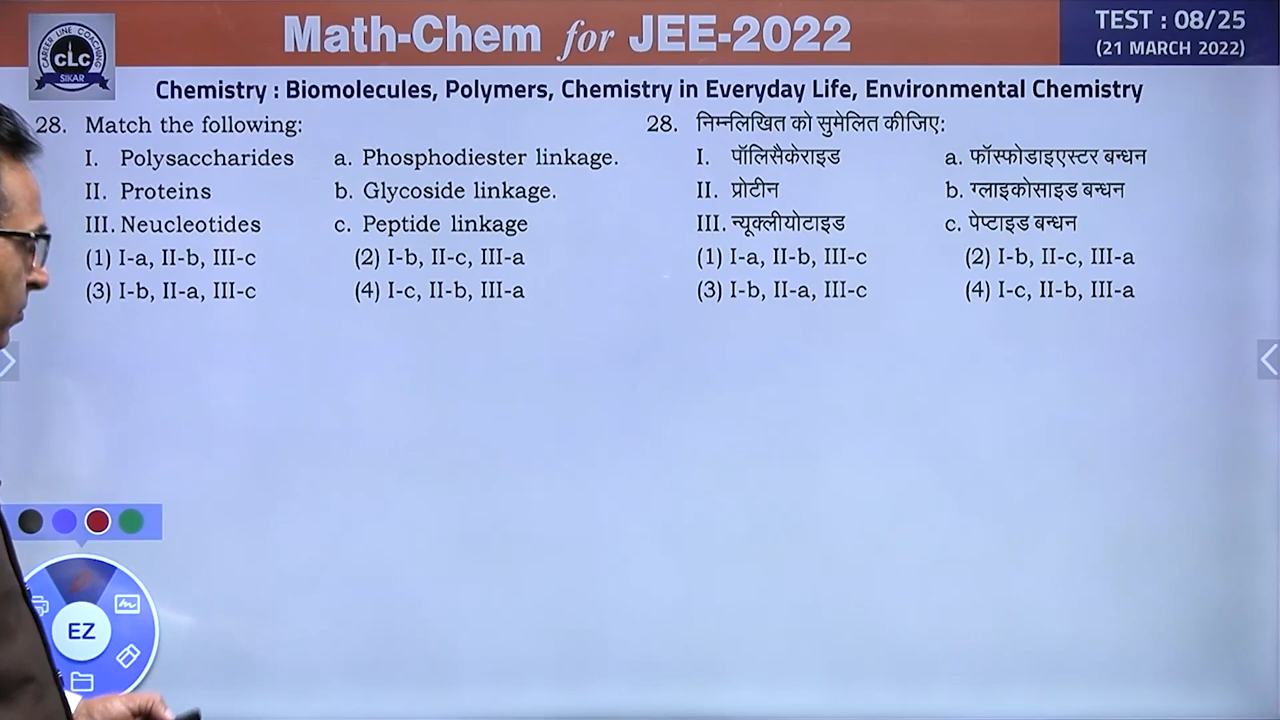 CAREER LINE COACHING
CLC
SIKAR
Math-Chem for JEE-2022
TEST : 08/25
(21 MARCH 2022)
Chemistry : Biomolecules, Polymers, Chemistry in Everyday Life, Environmental Chemistry
28. Match the following:
I. Polysaccharides a. Phosphodiester linkage.
II. Proteins b. Glycoside linkage.
III. Neucleotides c. Peptide linkage
(1) I-a, II-b, III-c (2) I-b, II-c, III-a
(3) I-b, II-a, III-c (4) I-c, II-b, III-a
28. निम्नलिखित को सुमेलित कीजिए:
I. पॉलिसैकेराइड a. फॉस्फोडाइएस्टर बन्धन
II. प्रोटीन b. ग्लाइकोसाइड बन्धन
III. न्यूक्लीयोटाइड c. पेप्टाइड बन्धन
(1) I-a, II-b, III-c (2) I-b, II-c, III-a
(3) I-b, II-a, III-c (4) I-c, II-b, III-a
EZ